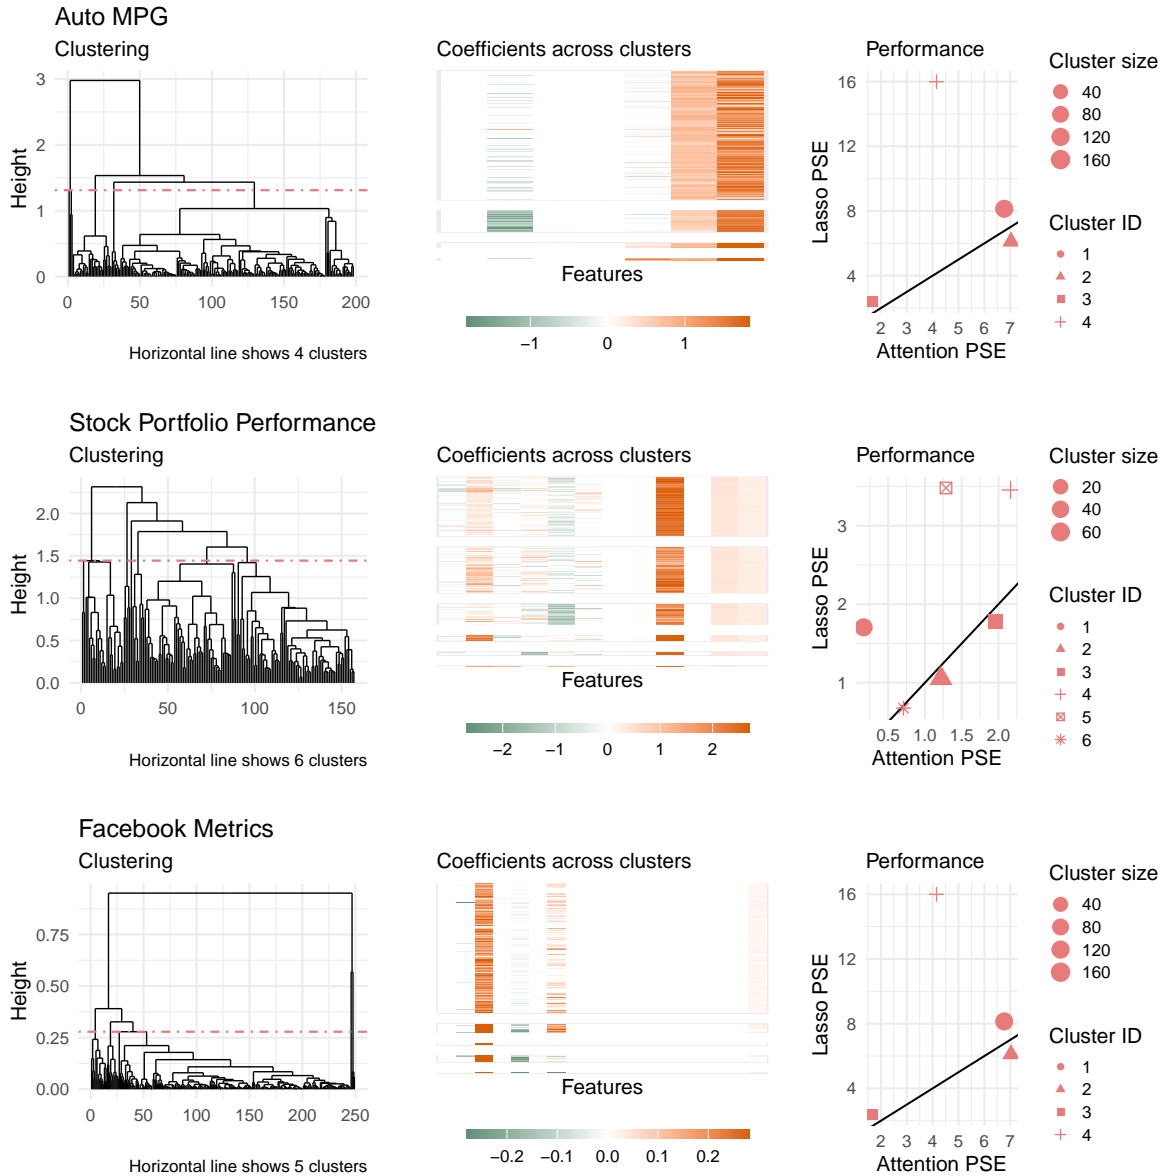 Auto MPG
Clustering
Coefficients across clusters
Performance
Height
3
2
1
0
0 50 100 150 200
Horizontal line shows 4 clusters
Features
−1 0 1
Lasso PSE
16
12
8
4
2 3 4 5 6 7
Attention PSE
Cluster size
40
80
120
160
Cluster ID
1
2
3
4
Stock Portfolio Performance
Clustering
Coefficients across clusters
Performance
Height
2.0
1.5
1.0
0.5
0.0
0 50 100 150
Horizontal line shows 6 clusters
Features
−2 −1 0 1 2
Lasso PSE
3
2
1
0.5 1.0 1.5 2.0
Attention PSE
Cluster size
20
40
60
Cluster ID
1
2
3
4
5
6
Facebook Metrics
Clustering
Coefficients across clusters
Performance
Height
0.75
0.50
0.25
0.00
0 50 100 150 200 250
Horizontal line shows 5 clusters
Features
−0.2 −0.1 0.0 0.1 0.2
Lasso PSE
16
12
8
4
2 3 4 5 6 7
Attention PSE
Cluster size
40
80
120
160
Cluster ID
1
2
3
4